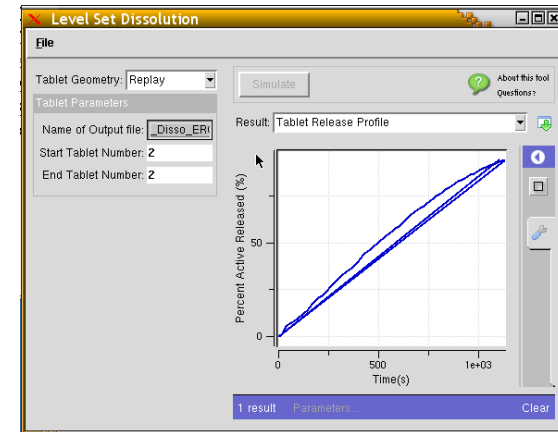 Level Set Dissolution
File
Tablet Geometry: Replay
Tablet Parameters
Name of Output file: _Disso_ER(
Start Tablet Number: 2
End Tablet Number: 2
Simulate
About this tool
Questions?
Result: Tablet Release Profile
Percent Active Released (%)
50
0
0 500 1e+03
Time(s)
1 result Parameters... Clear